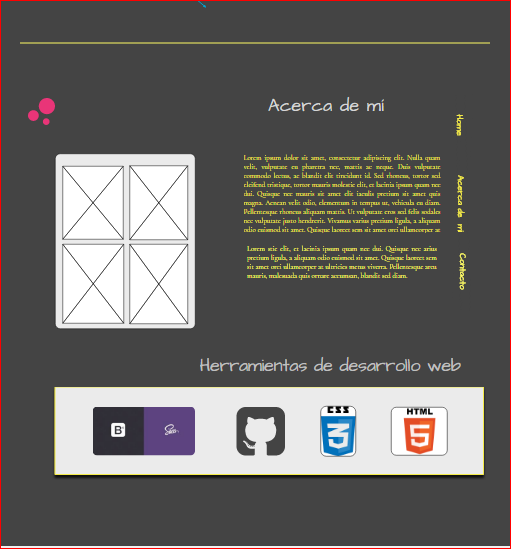 Acerca de mi
Home
Acerca de mi
Contacto
Lorem ipsum dolor sit amet, consectetur adipiscing elit. Nulla quam
velit, vulputate eu pharetra nec, mattis ac neque. Duis vulputate
commodo lectus, ac blandit elit tincidunt id. Sed rhoncus, tortor sed
eleifend tristique, tortor mauris molestie elit, et lacinia ipsum quam nec
dui. Quisque nec mauris sit amet elit iaculis pretium sit amet quis
magna. Aenean velit odio, elementum in tempus ut, vehicula eu diam.
Pellentesque rhoncus aliquam mattis. Ut vulputate eros sed felis sodales
nec vulputate justo hendrerit. Vivamus varius pretium ligula, a aliquam
odio euismod sit amet. Quisque laoreet sem sit amet orci ullamcorper at
Lorem site elit, et lacinia ipsum quam nec dui. Quisque nec arius
pretium ligula, a aliquam odio euismod sit amet. Quisque laoreet sem
sit amet orci ullamcorper at ultricies metus viverra. Pellentesque arcu
mauris, malesuada quis ornare accumsan, blandit sed diam.
Herramientas de desarrollo web
B
Sass
CSS
3
HTML
5